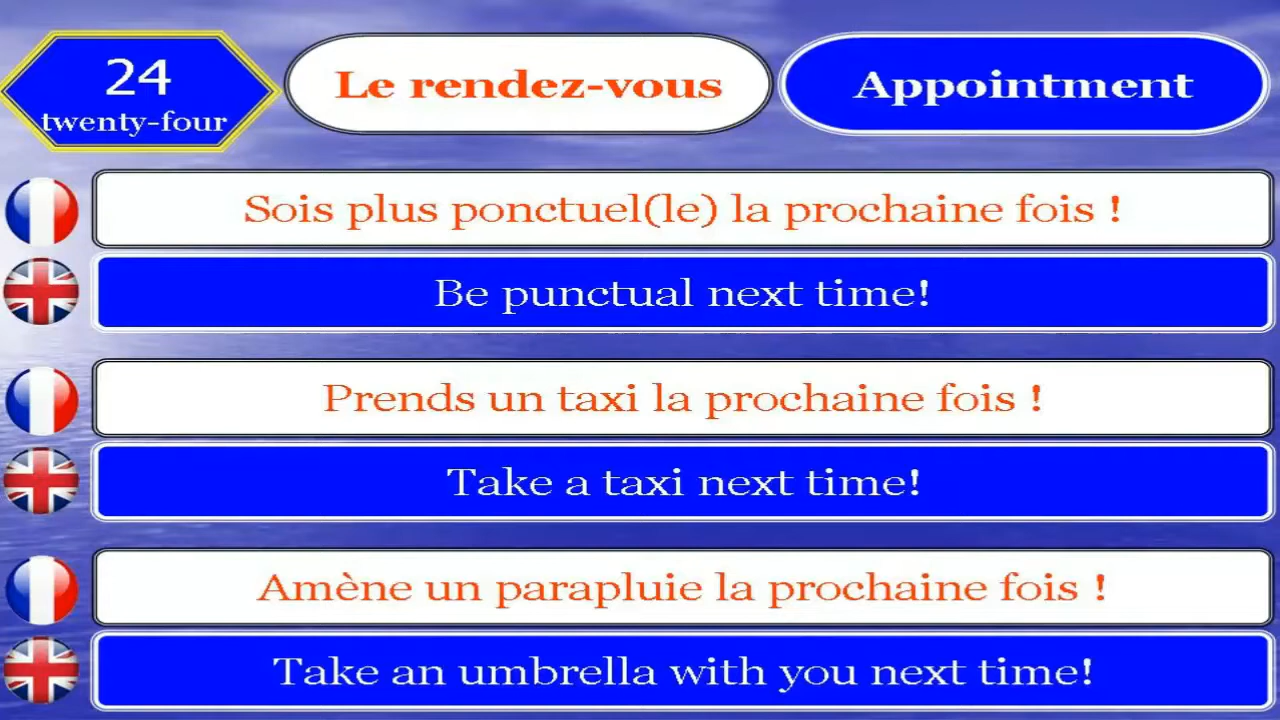 24
twenty-four
Le rendez-vous
Appointment
Sois plus ponctuel(le) la prochaine fois !
Be punctual next time!
Prends un taxi la prochaine fois !
Take a taxi next time!
Amène un parapluie la prochaine fois !
Take an umbrella with you next time!